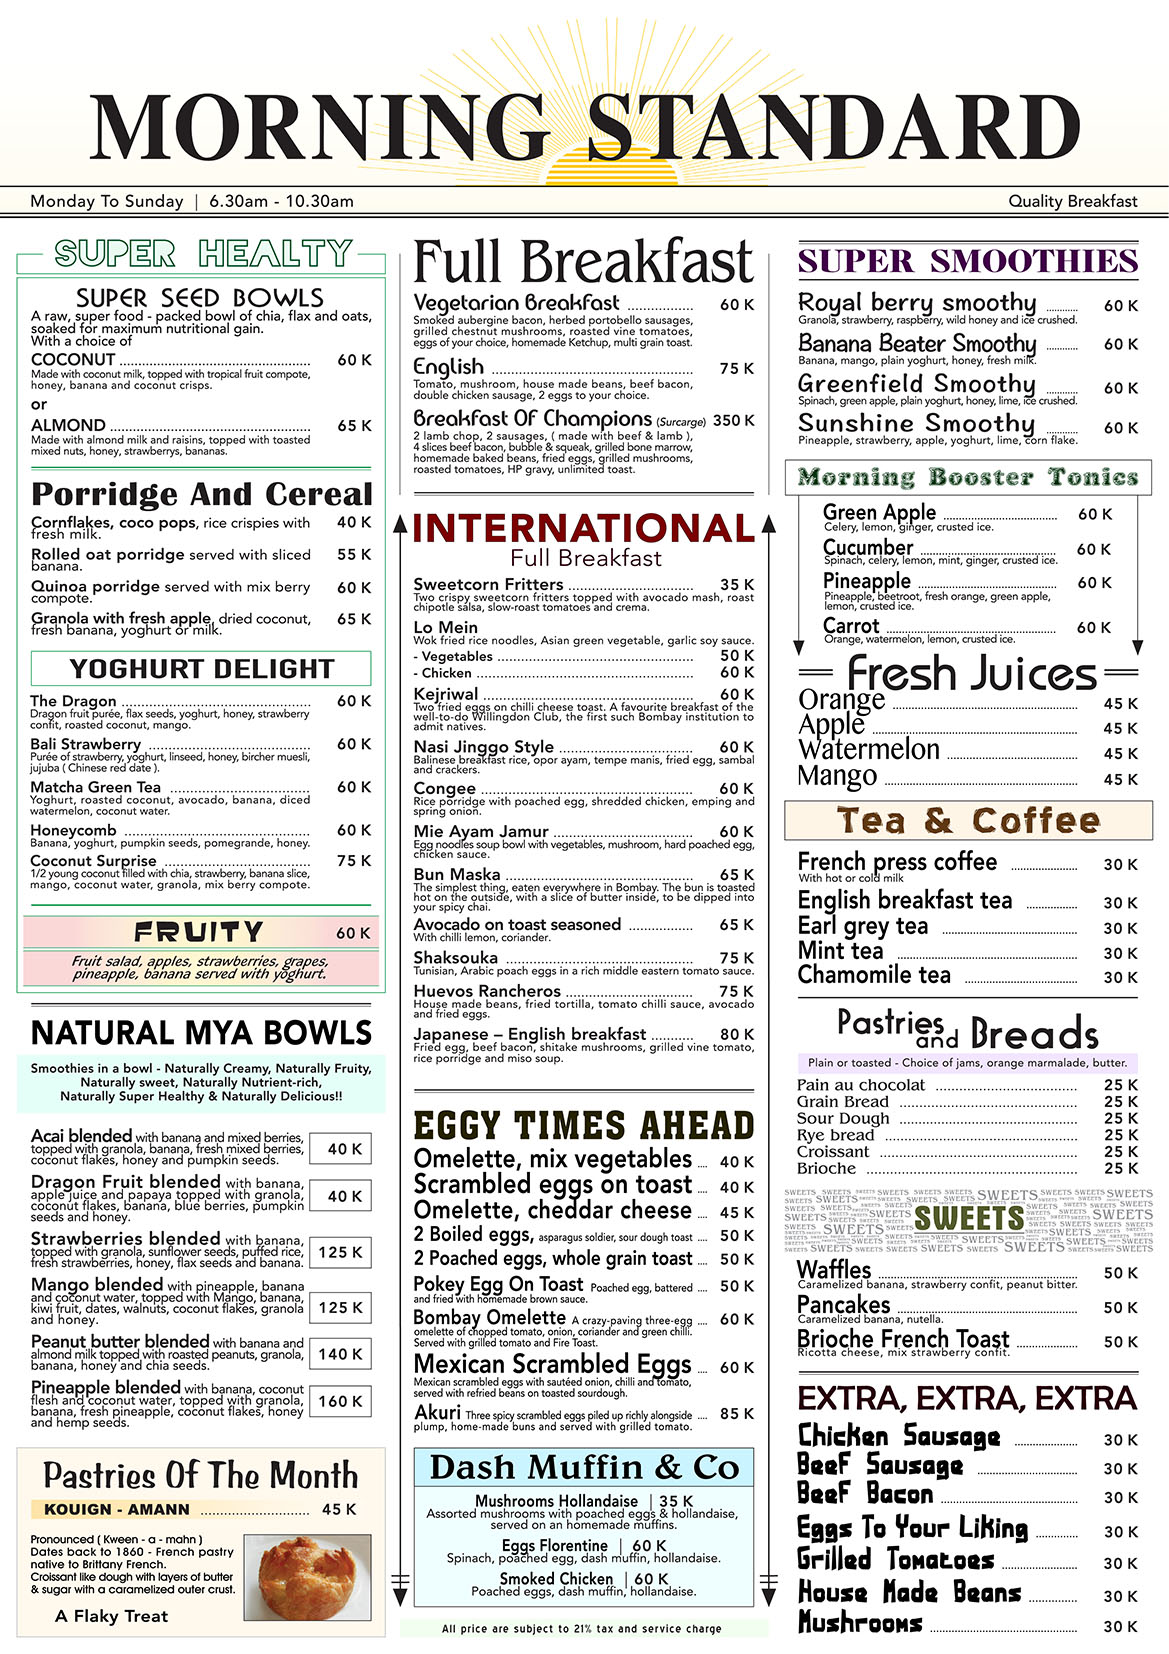 MORNING STANDARD
Monday To Sunday | 6.30am - 10.30am
Quality Breakfast
SUPER HEALTY
SUPER SEED BOWLS
A raw, super food - packed bowl of chia, flax and oats,
soaked for maximum nutritional gain.
With a choice of
COCONUT ........ 60 K
Made with coconut milk, topped with tropical fruit compote,
honey, banana and coconut crisps.
or
ALMOND ........ 65 K
Made with almond milk and raisins, topped with toasted
mixed nuts, honey, strawberrys, bananas.
Porridge And Cereal
Cornflakes, coco pops, rice crispies with 40 K
fresh milk.
Rolled oat porridge served with sliced 55 K
banana.
Quinoa porridge served with mix berry 60 K
compote.
Granola with fresh apple, dried coconut, 65 K
fresh banana, yoghurt or milk.
YOGHURT DELIGHT
The Dragon ........ 60 K
Dragon fruit purée, flax seeds, yoghurt, honey, strawberry
confit, roasted coconut, mango.
Bali Strawberry ........ 60 K
Purée of strawberry, yoghurt, linseed, honey, bircher muesli,
jujuba ( Chinese red date ).
Matcha Green Tea ........ 60 K
Yoghurt, roasted coconut, avocado, banana, diced
watermelon, coconut water.
Honeycomb ........ 60 K
Banana, yoghurt, pumpkin seeds, pomegrande, honey.
Coconut Surprise ........ 75 K
1/2 young coconut filled with chia, strawberry, banana slice,
mango, coconut water, granola, mix berry compote.
FRUITY 60 K
Fruit salad, apples, strawberries, grapes,
pineapple, banana served with yoghurt.
NATURAL MYA BOWLS
Smoothies in a bowl - Naturally Creamy, Naturally Fruity,
Naturally sweet, Naturally Nutrient-rich,
Naturally Super Healthy & Naturally Delicious!!
Acai blended with banana and mixed berries,
topped with granola, banana, fresh mixed berries, 40 K
coconut flakes, honey and pumpkin seeds.
Dragon Fruit blended with banana,
apple juice and papaya topped with granola, 40 K
coconut flakes, banana, blue berries, pumpkin
seeds and honey.
Strawberries blended with banana,
topped with granola, sunflower seeds, puffed rice, 125 K
fresh strawberries, honey, flax seeds and banana.
Mango blended with pineapple, banana
and coconut water, topped with Mango, banana,
kiwi fruit, dates, walnuts, coconut flakes, granola 125 K
and honey.
Peanut butter blended with banana and
almond milk topped with roasted peanuts, granola, 140 K
banana, honey and chia seeds.
Pineapple blended with banana, coconut
flesh and coconut water, topped with granola, 160 K
banana, fresh pineapple, coconut flakes, honey
and hemp seeds.
Pastries Of The Month
KOUIGN - AMANN ........ 45 K
Pronounced ( Kween - a - mahn )
Dates back to 1860 - French pastry
native to Brittany French.
Croissant like dough with layers of butter
& sugar with a caramelized outer crust.
A Flaky Treat
Full Breakfast
Vegetarian Breakfast ........ 60 K
Smoked aubergine bacon, herbed portobello sausages,
grilled chestnut mushrooms, roasted vine tomatoes,
eggs of your choice, homemade Ketchup, multi grain toast.
English ........ 75 K
Tomato, mushroom, house made beans, beef bacon,
double chicken sausage, 2 eggs to your choice.
Breakfast Of Champions (Surcarge) 350 K
2 lamb chop, 2 sausages, ( made with beef & lamb ),
4 slices beef bacon, bubble & squeak, grilled bone marrow,
homemade baked beans, fried eggs, grilled mushrooms,
roasted tomatoes, HP gravy, unlimited toast.
INTERNATIONAL
Full Breakfast
Sweetcorn Fritters ........ 35 K
Two crispy sweetcorn fritters topped with avocado mash, roast
chipotle salsa, slow-roast tomatoes and crema.
Lo Mein
Wok fried rice noodles, Asian green vegetable, garlic soy sauce.
- Vegetables ........ 50 K
- Chicken ........ 60 K
Kejriwal ........ 60 K
Two fried eggs on chilli cheese toast. A favourite breakfast of the
well-to-do Willingdon Club, the first such Bombay institution to
admit natives.
Nasi Jinggo Style ........ 60 K
Balinese breakfast rice, opor ayam, tempe manis, fried egg, sambal
and crackers.
Congee ........ 60 K
Rice porridge with poached egg, shredded chicken, emping and
spring onion.
Mie Ayam Jamur ........ 60 K
Egg noodles soup bowl with vegetables, mushroom, hard poached egg,
chicken sauce.
Bun Maska ........ 65 K
The simplest thing, eaten everywhere in Bombay. The bun is toasted
hot on the outside, with a slice of butter inside, to be dipped into
your spicy chai.
Avocado on toast seasoned ........ 65 K
With chilli lemon, coriander.
Shaksouka ........ 75 K
Tunisian, Arabic poach eggs in a rich middle eastern tomato sauce.
Huevos Rancheros ........ 75 K
House made beans, fried tortilla, tomato chilli sauce, avocado
and fried eggs.
Japanese – English breakfast ........ 80 K
Fried egg, beef bacon, shitake mushrooms, grilled vine tomato,
rice porridge and miso soup.
EGGY TIMES AHEAD
Omelette, mix vegetables .... 40 K
Scrambled eggs on toast .... 40 K
Omelette, cheddar cheese .... 45 K
2 Boiled eggs, asparagus soldier, sour dough toast .... 50 K
2 Poached eggs, whole grain toast .... 50 K
Pokey Egg On Toast Poached egg, battered .... 50 K
and fried with homemade brown sauce.
Bombay Omelette A crazy-paving three-egg .... 60 K
omelette of chopped tomato, onion, coriander and green chilli.
Served with grilled tomato and Fire Toast.
Mexican Scrambled Eggs .... 60 K
Mexican scrambled eggs with sautéed onion, chilli and tomato,
served with refried beans on toasted sourdough.
Akuri Three spicy scrambled eggs piled up richly alongside .... 85 K
plump, home-made buns and served with grilled tomato.
Dash Muffin & Co
Mushrooms Hollandaise | 35 K
Assorted mushrooms with poached eggs & hollandaise,
served on an homemade muffins.
Eggs Florentine | 60 K
Spinach, poached egg, dash muffin, hollandaise.
Smoked Chicken | 60 K
Poached eggs, dash muffin, hollandaise.
All price are subject to 21% tax and service charge
SUPER SMOOTHIES
Royal berry smoothy 60 K
Granola, strawberry, raspberry, wild honey and ice crushed.
Banana Beater Smoothy ........ 60 K
Banana, mango, plain yoghurt, honey, fresh milk.
Greenfield Smoothy ........ 60 K
Spinach, green apple, plain yoghurt, honey, lime, ice crushed.
Sunshine Smoothy ........ 60 K
Pineapple, strawberry, apple, yoghurt, lime, corn flake.
Morning Booster Tonics
Green Apple ........ 60 K
Celery, lemon, ginger, crusted ice.
Cucumber ........ 60 K
Spinach, celery, lemon, mint, ginger, crusted ice.
Pineapple ........ 60 K
Pineapple, beetroot, fresh orange, green apple,
lemon, crusted ice.
Carrot ........ 60 K
Orange, watermelon, lemon, crusted ice.
Fresh Juices
Orange ........ 45 K
Apple ........ 45 K
Watermelon ........ 45 K
Mango ........ 45 K
Tea & Coffee
French press coffee ........ 30 K
With hot or cold milk
English breakfast tea ........ 30 K
Earl grey tea ........ 30 K
Mint tea ........ 30 K
Chamomile tea ........ 30 K
Pastries and Breads
Plain or toasted - Choice of jams, orange marmalade, butter.
Pain au chocolat ........ 25 K
Grain Bread ........ 25 K
Sour Dough ........ 25 K
Rye bread ........ 25 K
Croissant ........ 25 K
Brioche ........ 25 K
SWEETS
Waffles ........ 50 K
Caramelized banana, strawberry confit, peanut bitter.
Pancakes ........ 50 K
Caramelized banana, nutella.
Brioche French Toast ........ 50 K
Ricotta cheese, mix strawberry confit.
EXTRA, EXTRA, EXTRA
Chicken Sausage ........ 30 K
Beef Sausage ........ 30 K
Beef Bacon ........ 30 K
Eggs To Your Liking ........ 30 K
Grilled Tomatoes ........ 30 K
House Made Beans ........ 30 K
Mushrooms ........ 30 K